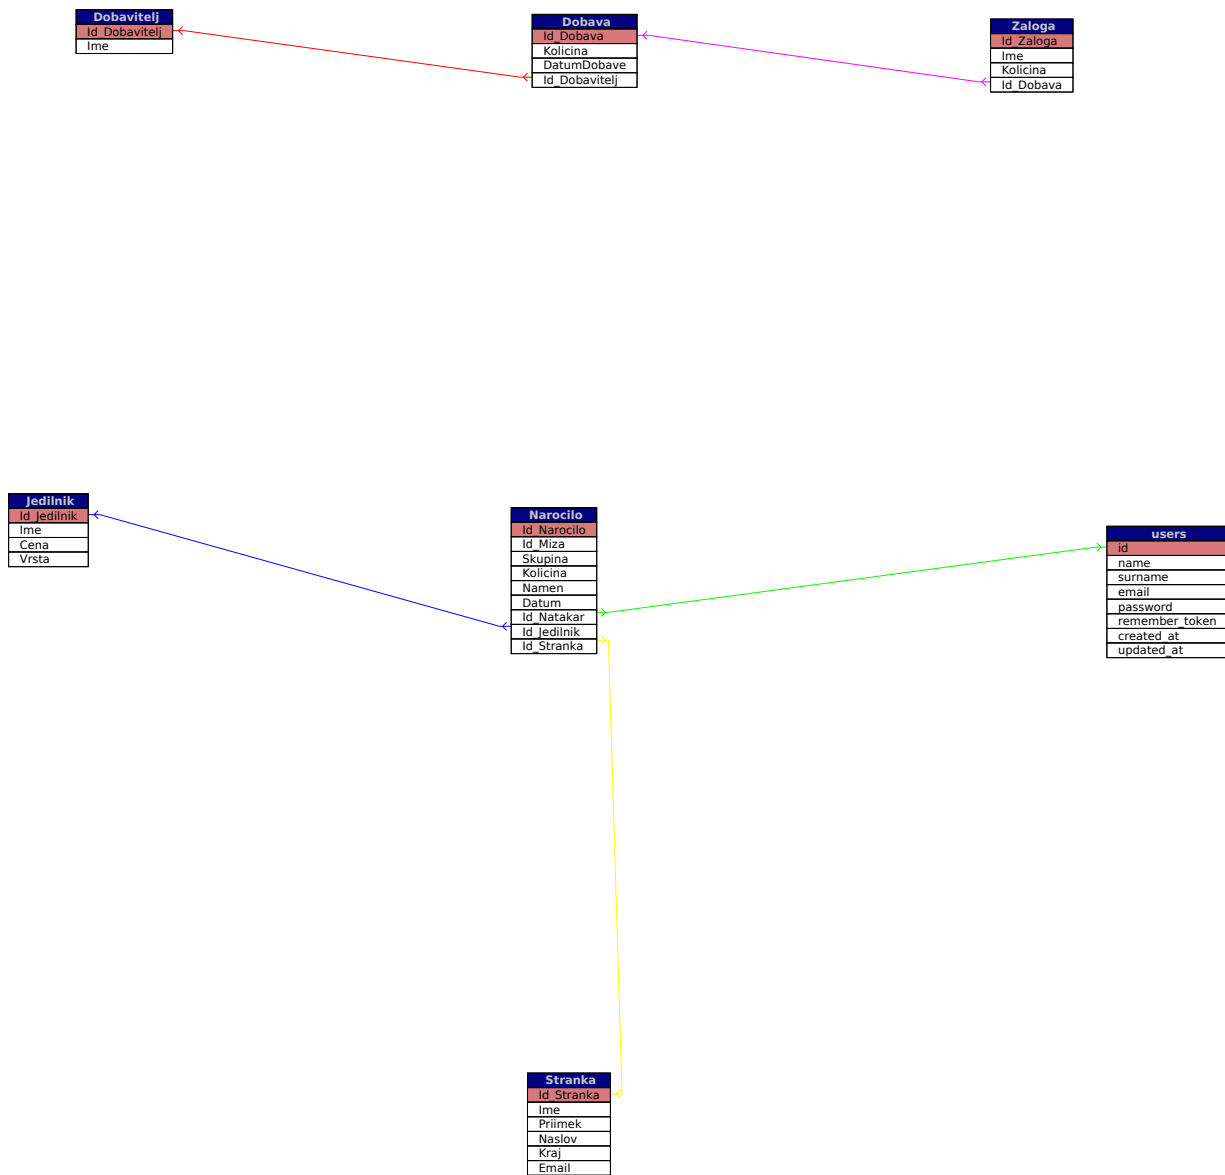 Dobavitelj
Id_Dobavitelj
Ime
Dobava
Id_Dobava
Kolicina
DatumDobave
Id_Dobavitelj
Zaloga
Id_Zaloga
Ime
Kolicina
Id_Dobava
Jedilnik
Id_Jedilnik
Ime
Cena
Vrsta
Narocilo
Id_Narocilo
Id_Miza
Skupina
Kolicina
Namen
Datum
Id_Natakar
Id_Jedilnik
Id_Stranka
users
id
name
surname
email
password
remember_token
created_at
updated_at
Stranka
Id_Stranka
Ime
Priimek
Naslov
Kraj
Email